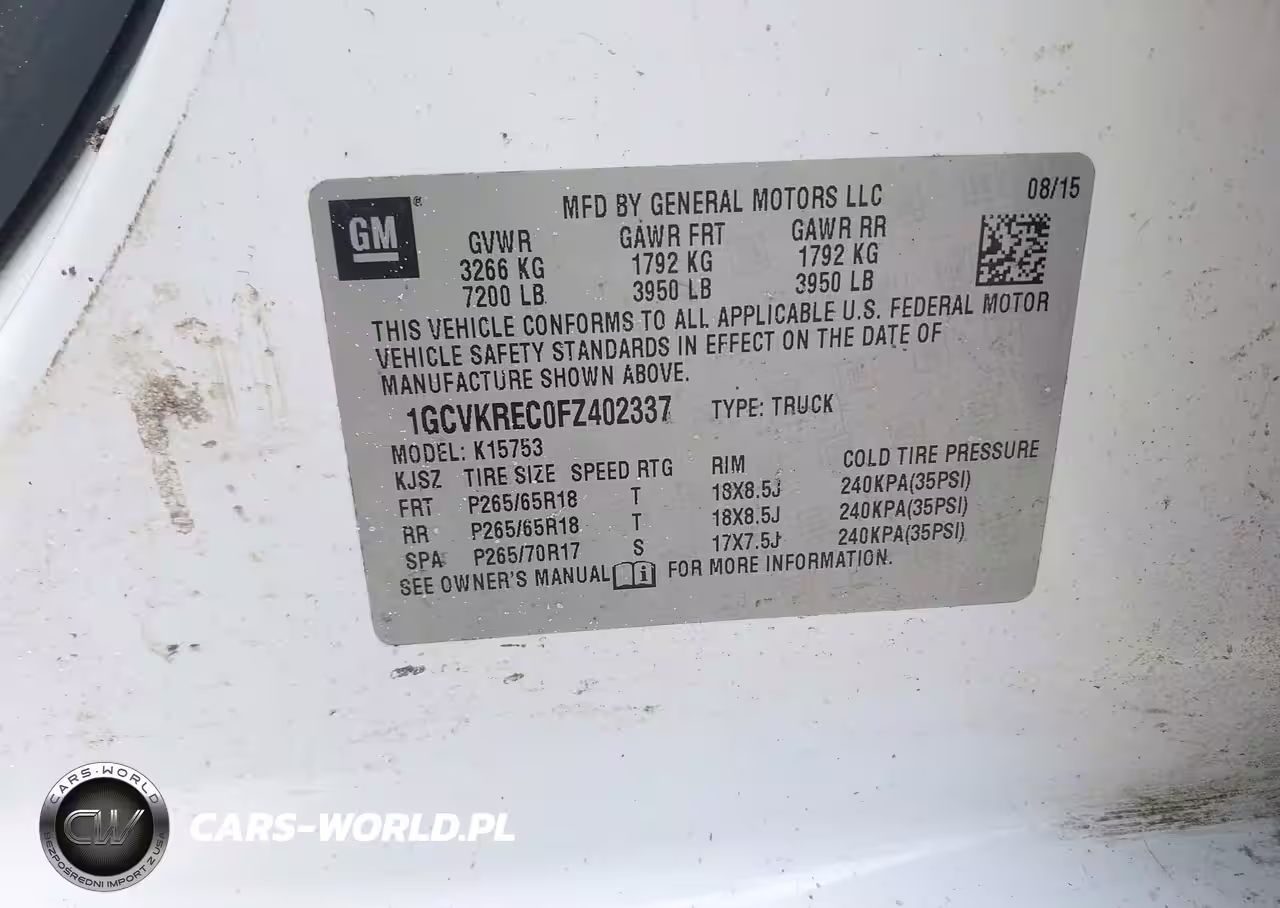 MFD BY GENERAL MOTORS LLC 08/15
GM®
GVWR GAWR FRT GAWR RR
3266 KG 1792 KG 1792 KG
7200 LB 3950 LB 3950 LB
THIS VEHICLE CONFORMS TO ALL APPLICABLE U.S. FEDERAL MOTOR
VEHICLE SAFETY STANDARDS IN EFFECT ON THE DATE OF
MANUFACTURE SHOWN ABOVE.
1GCVKREC0FZ402337 TYPE: TRUCK
MODEL: K15753
KJSZ TIRE SIZE SPEED RTG RIM COLD TIRE PRESSURE
FRT P265/65R18 T 18X8.5J 240KPA(35PSI)
RR P265/65R18 T 18X8.5J 240KPA(35PSI)
SPA P265/70R17 S 17X7.5J 240KPA(35PSI)
SEE OWNER'S MANUAL FOR MORE INFORMATION.
CARS-WORLD
CW
BEZPOŚREDNI IMPORT Z USA
CARS-WORLD.PL